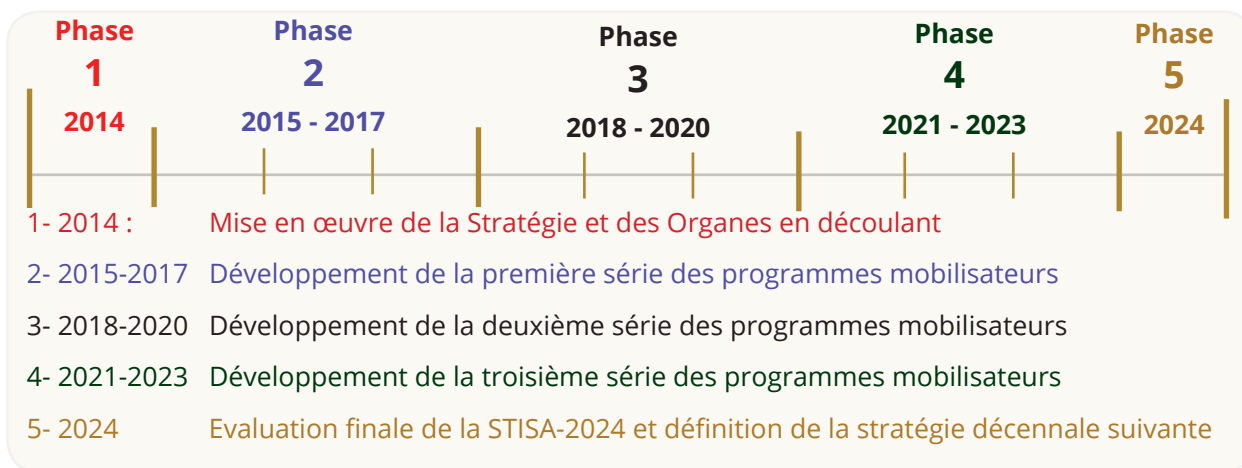 Phase
1
2014
Phase
2
2015 - 2017
Phase
3
2018 - 2020
Phase
4
2021 - 2023
Phase
5
2024
1- 2014 : Mise en œuvre de la Stratégie et des Organes en découlant
2- 2015-2017 Développement de la première série des programmes mobilisateurs
3- 2018-2020 Développement de la deuxième série des programmes mobilisateurs
4- 2021-2023 Développement de la troisième série des programmes mobilisateurs
5- 2024 Evaluation finale de la STISA-2024 et définition de la stratégie décennale suivante